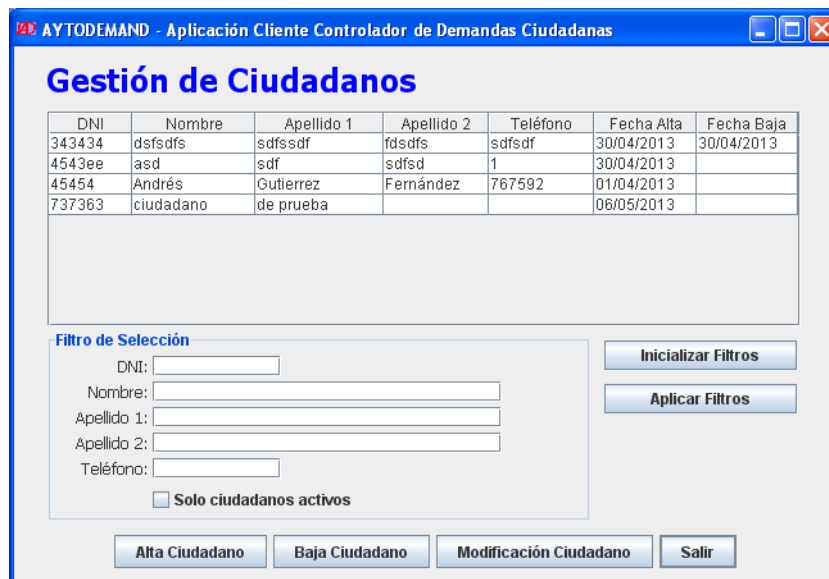 AYTODEMAND - Aplicación Cliente Controlador de Demandas Ciudadanas
Gestión de Ciudadanos
DNI Nombre Apellido 1 Apellido 2 Teléfono Fecha Alta Fecha Baja
343434 dsfsdfs sdfssdf fdsdfs sdfsdf 30/04/2013 30/04/2013
4543ee asd sdf sdfsd 1 30/04/2013
45454 Andrés Gutierrez Fernández 767592 01/04/2013
737363 ciudadano de prueba 06/05/2013
Filtro de Selección
DNI:
Nombre:
Apellido 1:
Apellido 2:
Teléfono:
Solo ciudadanos activos
Inicializar Filtros
Aplicar Filtros
Alta Ciudadano Baja Ciudadano Modificación Ciudadano Salir